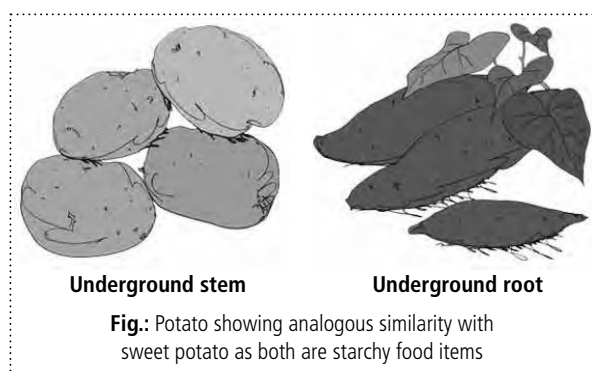 Underground stem
Underground root
Fig.: Potato showing analogous similarity with
sweet potato as both are starchy food items